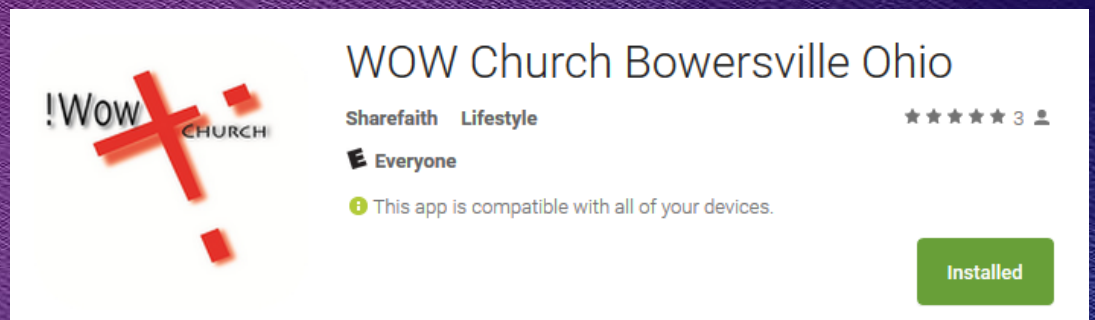 !Wow
CHURCH
WOW Church Bowersville Ohio
Sharefaith Lifestyle
3
E Everyone
This app is compatible with all of your devices.
Installed